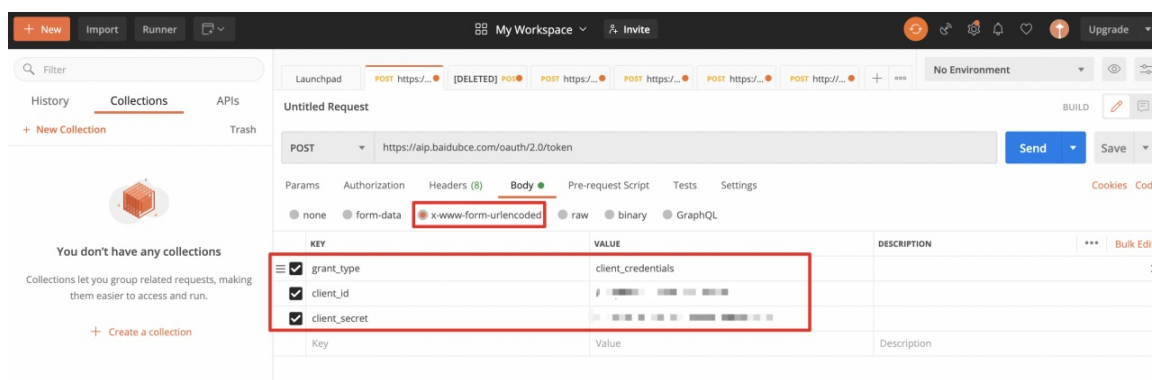 + New Import Runner My Workspace Invite Upgrade
Filter
Launchpad POST https:/... [DELETED] POS POST https:/... POST https:/... POST https:/... POST http://... + ooo No Environment
History Collections APIs
Untitled Request BUILD
+ New Collection Trash
POST https://aip.baidubce.com/oauth/2.0/token Send Save
Params Authorization Headers (8) Body Pre-request Script Tests Settings Cookies Cod
none form-data x-www-form-urlencoded raw binary GraphQL
KEY VALUE DESCRIPTION ••• Bulk Edi
You don't have any collections
grant_type client_credentials
Collections let you group related requests, making
them easier to access and run.
client_id
client_secret
+ Create a collection
Key Value Description